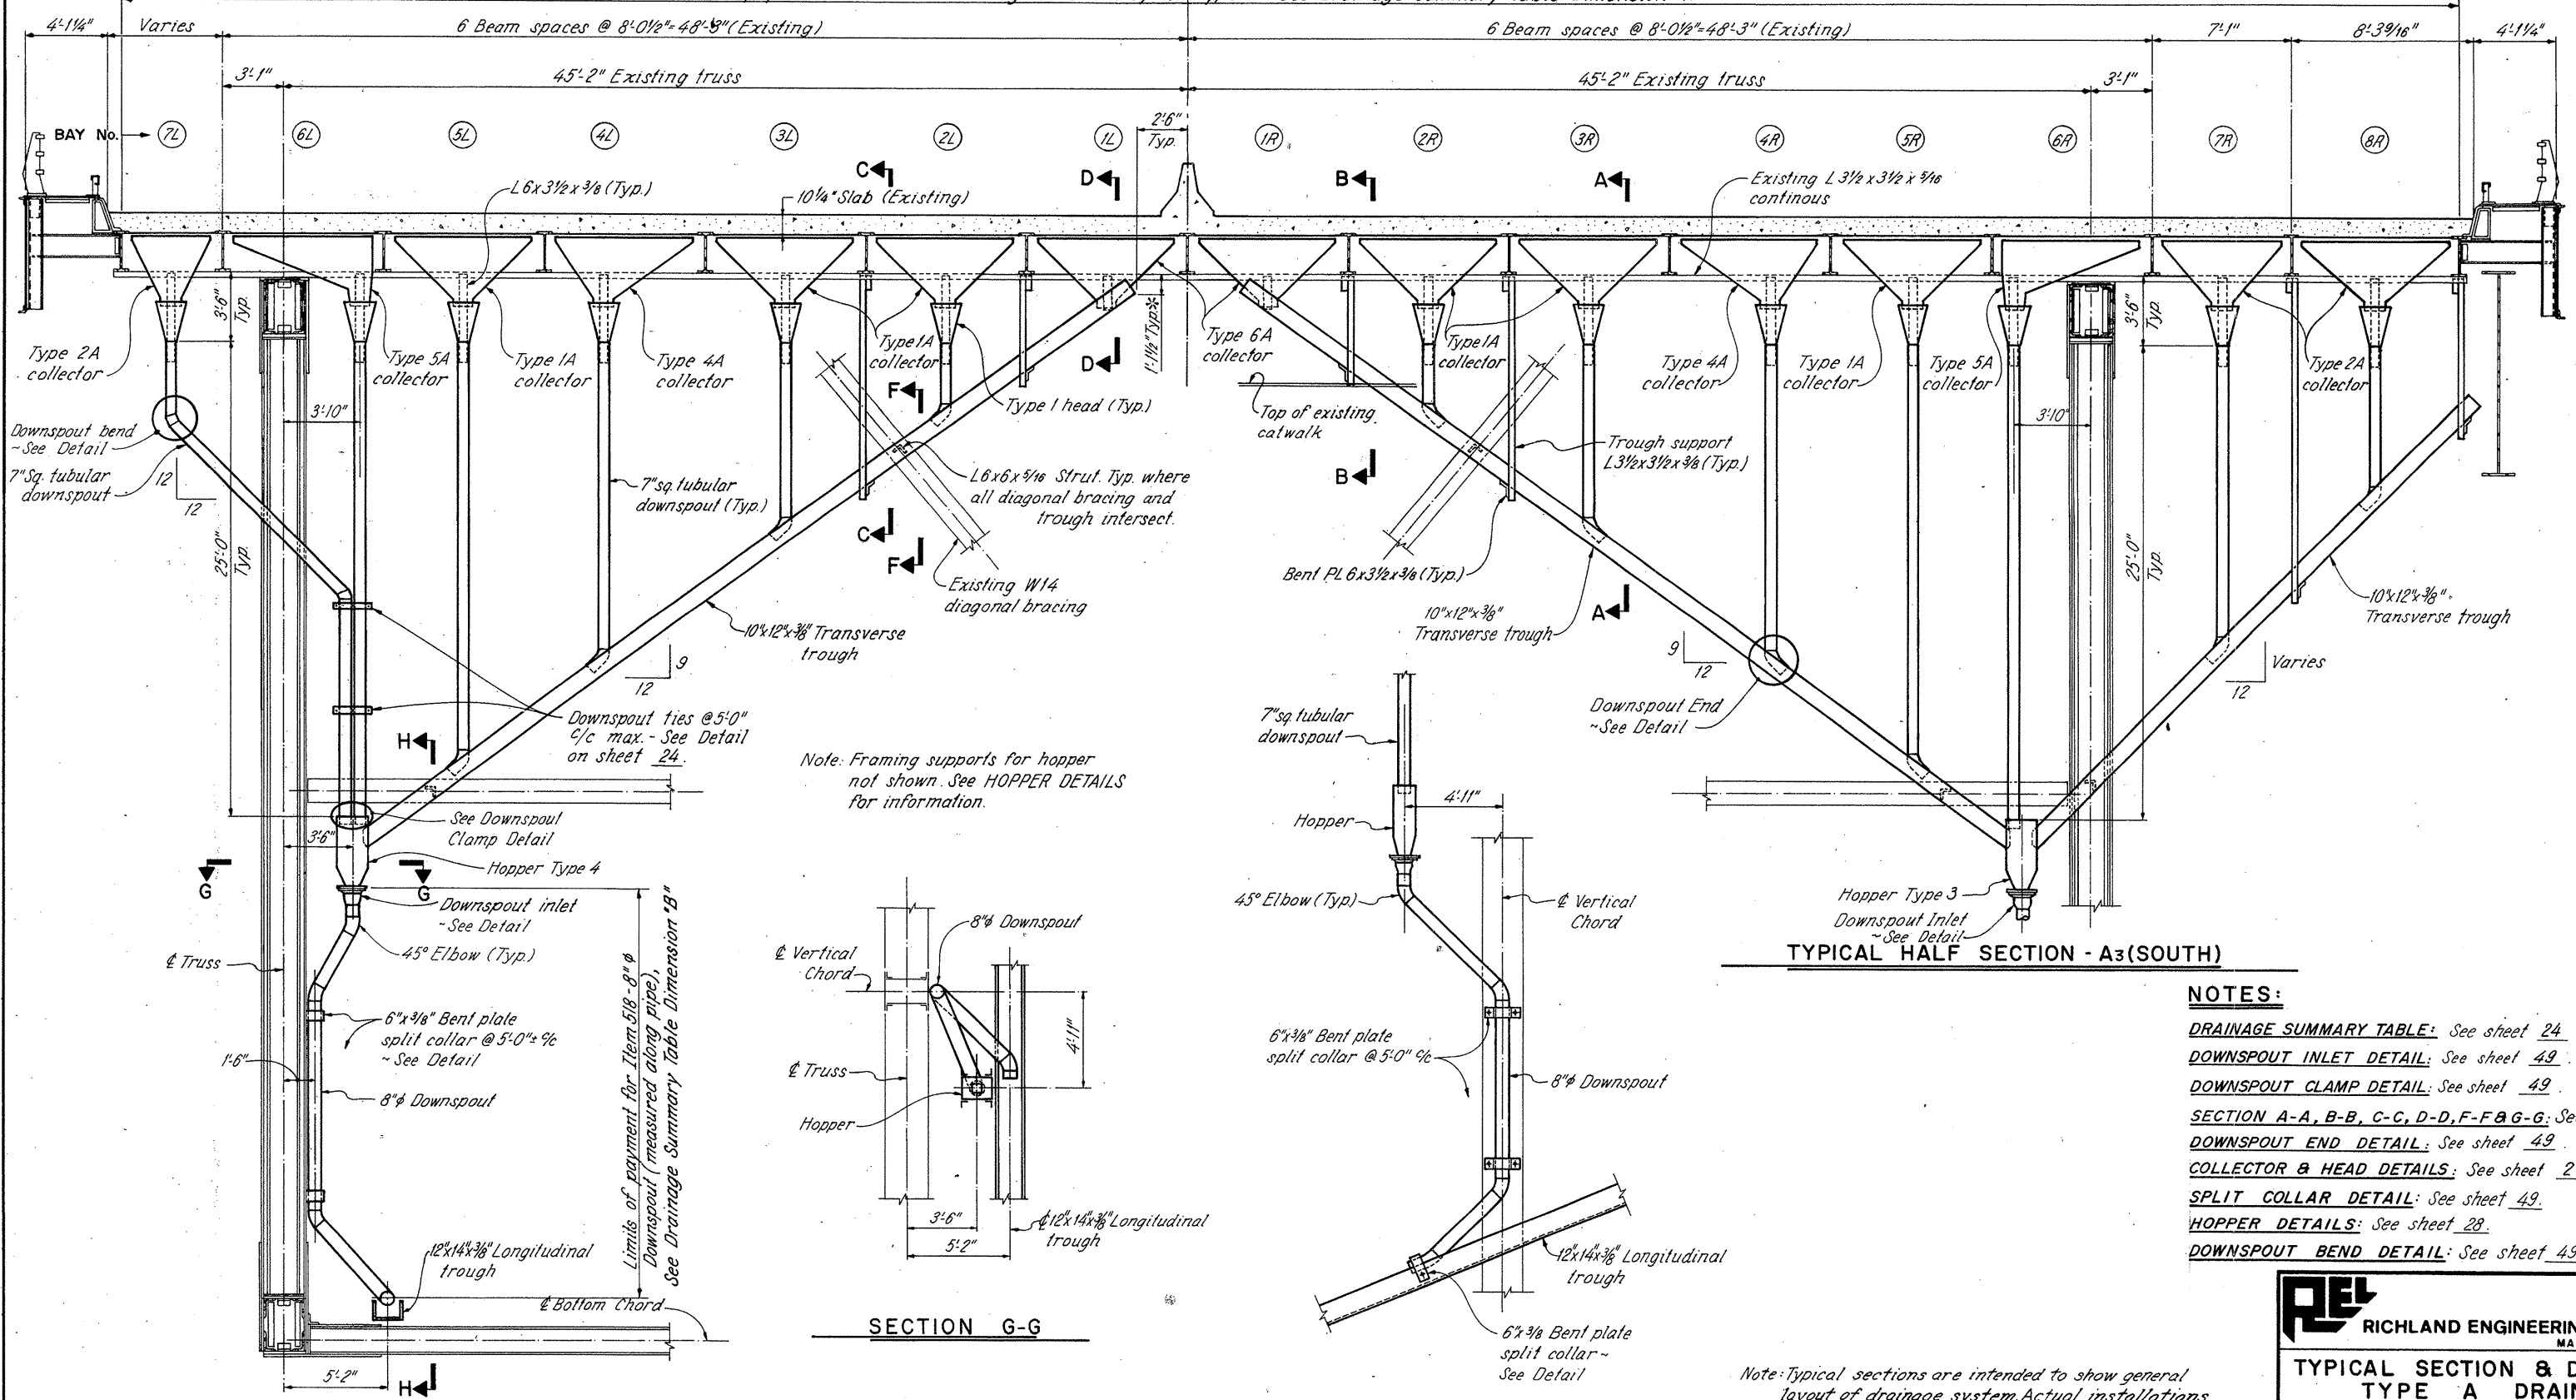 4'-1¼"
Varies
6 Beam spaces @ 8'-0½"=48'-3" (Existing)
6 Beam spaces @ 8'-0½"=48'-3" (Existing)
7'-1"
8'-3 9/16"
4'-1¼"
3'-1"
45'-2" Existing truss
45'-2" Existing truss
3'-1"
BAY No.
7L
6L
5L
4L
3L
2L
1L
2'-6"
Typ.
1R
2R
3R
4R
5R
6R
7R
8R
C
D
B
A
L6x3½x3/8 (Typ.)
10¼" Slab (Existing)
Existing L3½x3½x5/16
continous
3'-6"
Typ.
1'-1½" Typ.*
3'-6"
Typ.
Type 2A
collector
Type 5A
collector
Type 1A
collector
Type 4A
collector
Type 1A
collector
D
Type 6A
collector
Type 1A
collector
Type 4A
collector
Type 1A
collector
Type 5A
collector
Type 2A
collector
F
Type 1 head (Typ.)
Top of existing
catwalk
3'-10"
3'-10"
Downspout bend
~See Detail
7" Sq. tubular
downspout
12
12
7" sq. tubular
downspout (Typ.)
L6x6x5/16 Strut. Typ. where
all diagonal bracing and
trough intersect.
B
Trough support
L3½x3½x3/8 (Typ.)
C
F
25'-0"
Typ.
25'-0"
Typ.
Existing W14
diagonal bracing
Bent PL 6x3½x3/8 (Typ.)
A
10"x12"x3/8"
Transverse trough
10"x12"x3/8"
Transverse trough
10"x12"x3/8" Transverse
trough
9
12
9
12
Varies
12
Downspout ties @5'-0"
c/c max. - See Detail
on sheet 24.
H
Note: Framing supports for hopper
not shown. See HOPPER DETAILS
for information.
7" sq. tubular
downspout
Downspout End
~See Detail
4'-11"
Hopper
See Downspout
Clamp Detail
3'-6"
Hopper Type 4
G
G
Downspout inlet
~See Detail
45° Elbow (Typ.)
45° Elbow (Typ)
℄ Vertical
Chord
Hopper Type 3
Downspout Inlet
~See Detail
TYPICAL HALF SECTION - A3(SOUTH)
℄ Truss
Limits of payment for Item 518-8"ϕ
Downspout (measured along pipe),
See Drainage Summary Table Dimension "B"
8"ϕ Downspout
℄ Vertical
Chord
4'-11"
℄ Truss
Hopper
3'-6"
5'-2"
℄ 12"x14"x3/8" Longitudinal
trough
SECTION G-G
6"x3/8" Bent plate
split collar @ 5'-0"± c/c
~ See Detail
1'-6"
8"ϕ Downspout
12"x14"x3/8" Longitudinal
trough
℄ Bottom Chord
5'-2"
H
6"x3/8" Bent plate
split collar @ 5'-0" c/c
8"ϕ Downspout
12"x14"x3/8" Longitudinal
trough
6"x3/8 Bent plate
split collar ~
See Detail
NOTES:
DRAINAGE SUMMARY TABLE: See sheet 24
DOWNSPOUT INLET DETAIL: See sheet 49.
DOWNSPOUT CLAMP DETAIL: See sheet 49.
SECTION A-A, B-B, C-C, D-D, F-F & G-G: Se
DOWNSPOUT END DETAIL: See sheet 49.
COLLECTOR & HEAD DETAILS: See sheet 2
SPLIT COLLAR DETAIL: See sheet 49.
HOPPER DETAILS: See sheet 28.
DOWNSPOUT BEND DETAIL: See sheet 49
REL
RICHLAND ENGINEERIN
MA
TYPICAL SECTION & D
TYPE A DRAIN
Note: Typical sections are intended to show general
layout of drainage system. Actual installations